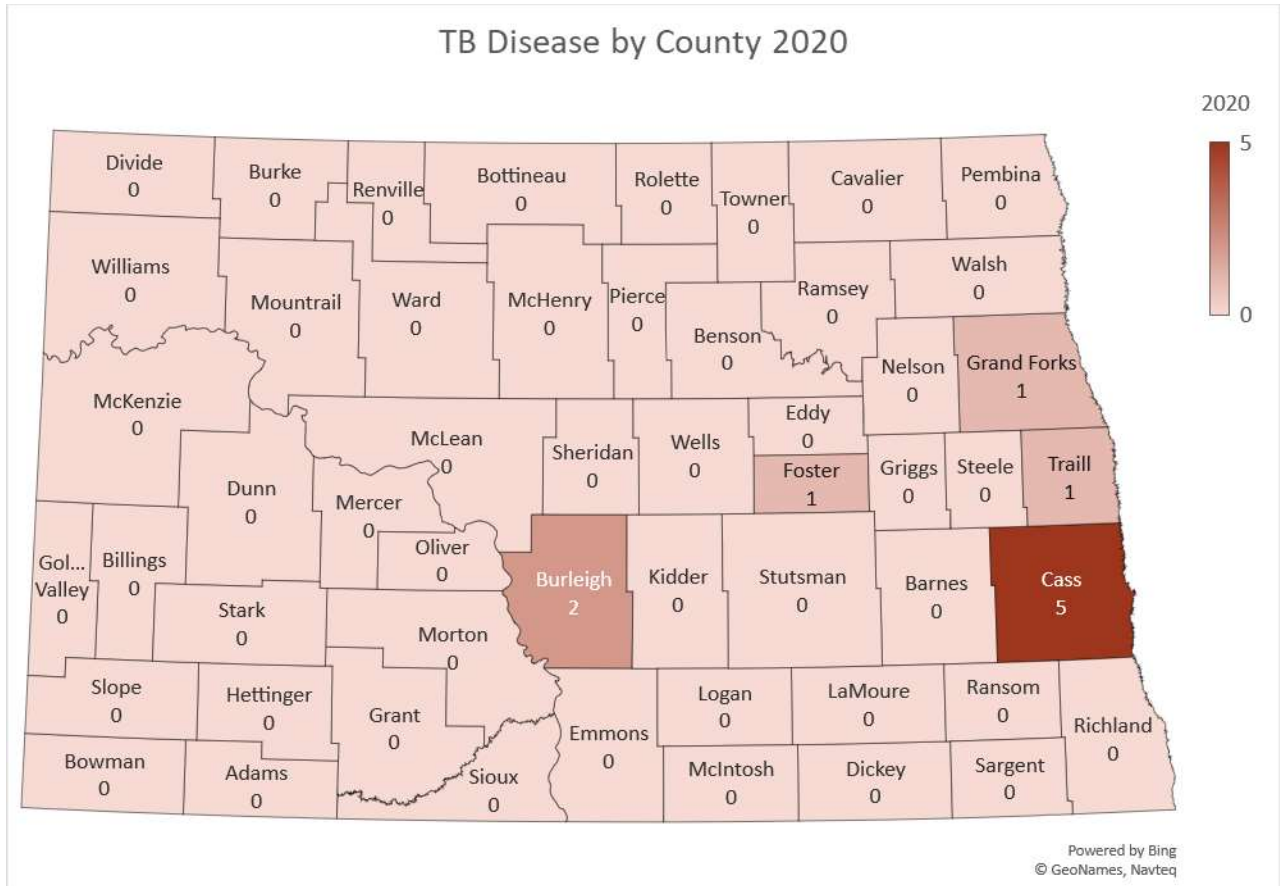 TB Disease by County 2020
2020
5
0
Divide
0
Burke
0
Renville
0
Bottineau
0
Rolette
0
Towner
0
Cavalier
0
Pembina
0
Williams
0
Mountrail
0
Ward
0
McHenry
0
Pierce
0
Benson
0
Ramsey
0
Walsh
0
Nelson
0
Grand Forks
1
McKenzie
0
Dunn
0
McLean
0
Mercer
0
Oliver
0
Sheridan
0
Wells
0
Eddy
0
Foster
1
Griggs
0
Steele
0
Traill
1
Gol...
Valley
0
Billings
0
Stark
0
Morton
0
Burleigh
2
Kidder
0
Stutsman
0
Barnes
0
Cass
5
Slope
0
Hettinger
0
Grant
0
Bowman
0
Adams
0
Sioux
0
Emmons
0
Logan
0
LaMoure
0
Ransom
0
Richland
0
McIntosh
0
Dickey
0
Sargent
0
Powered by Bing
© GeoNames, Navteq